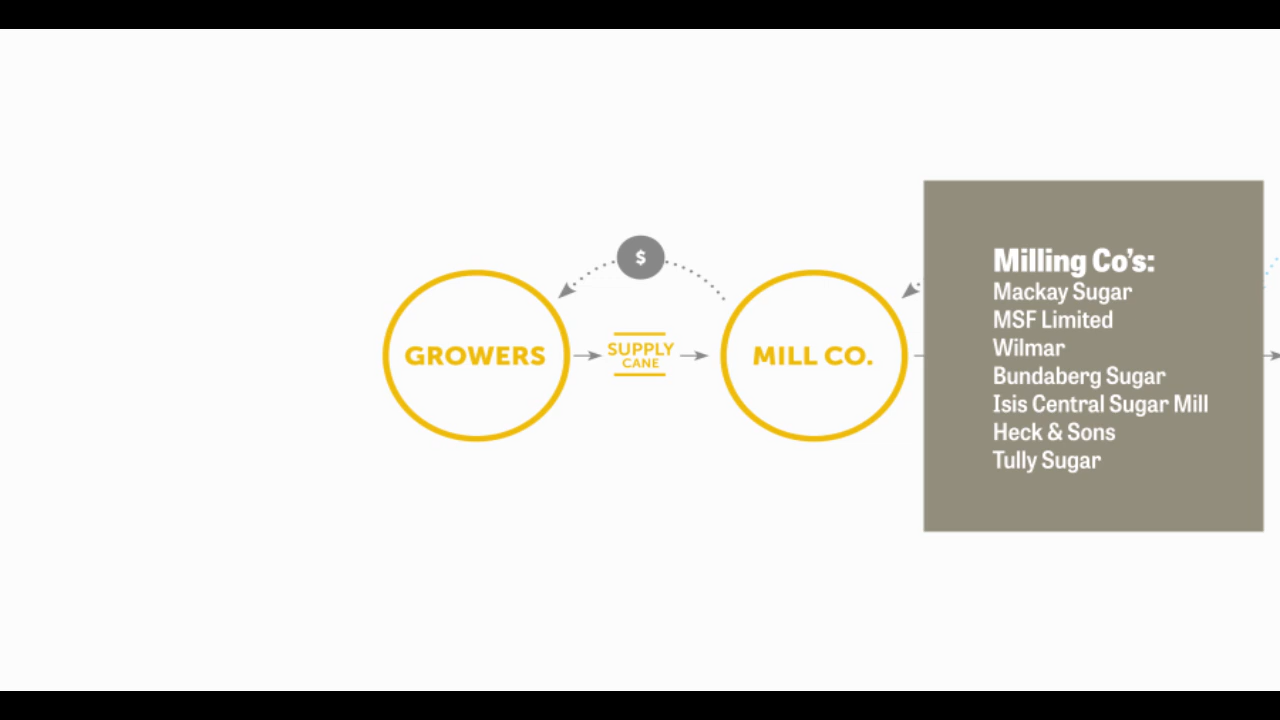 $
GROWERS
SUPPLY
CANE
MILL CO.
Milling Co's:
Mackay Sugar
MSF Limited
Wilmar
Bundaberg Sugar
Isis Central Sugar Mill
Heck & Sons
Tully Sugar